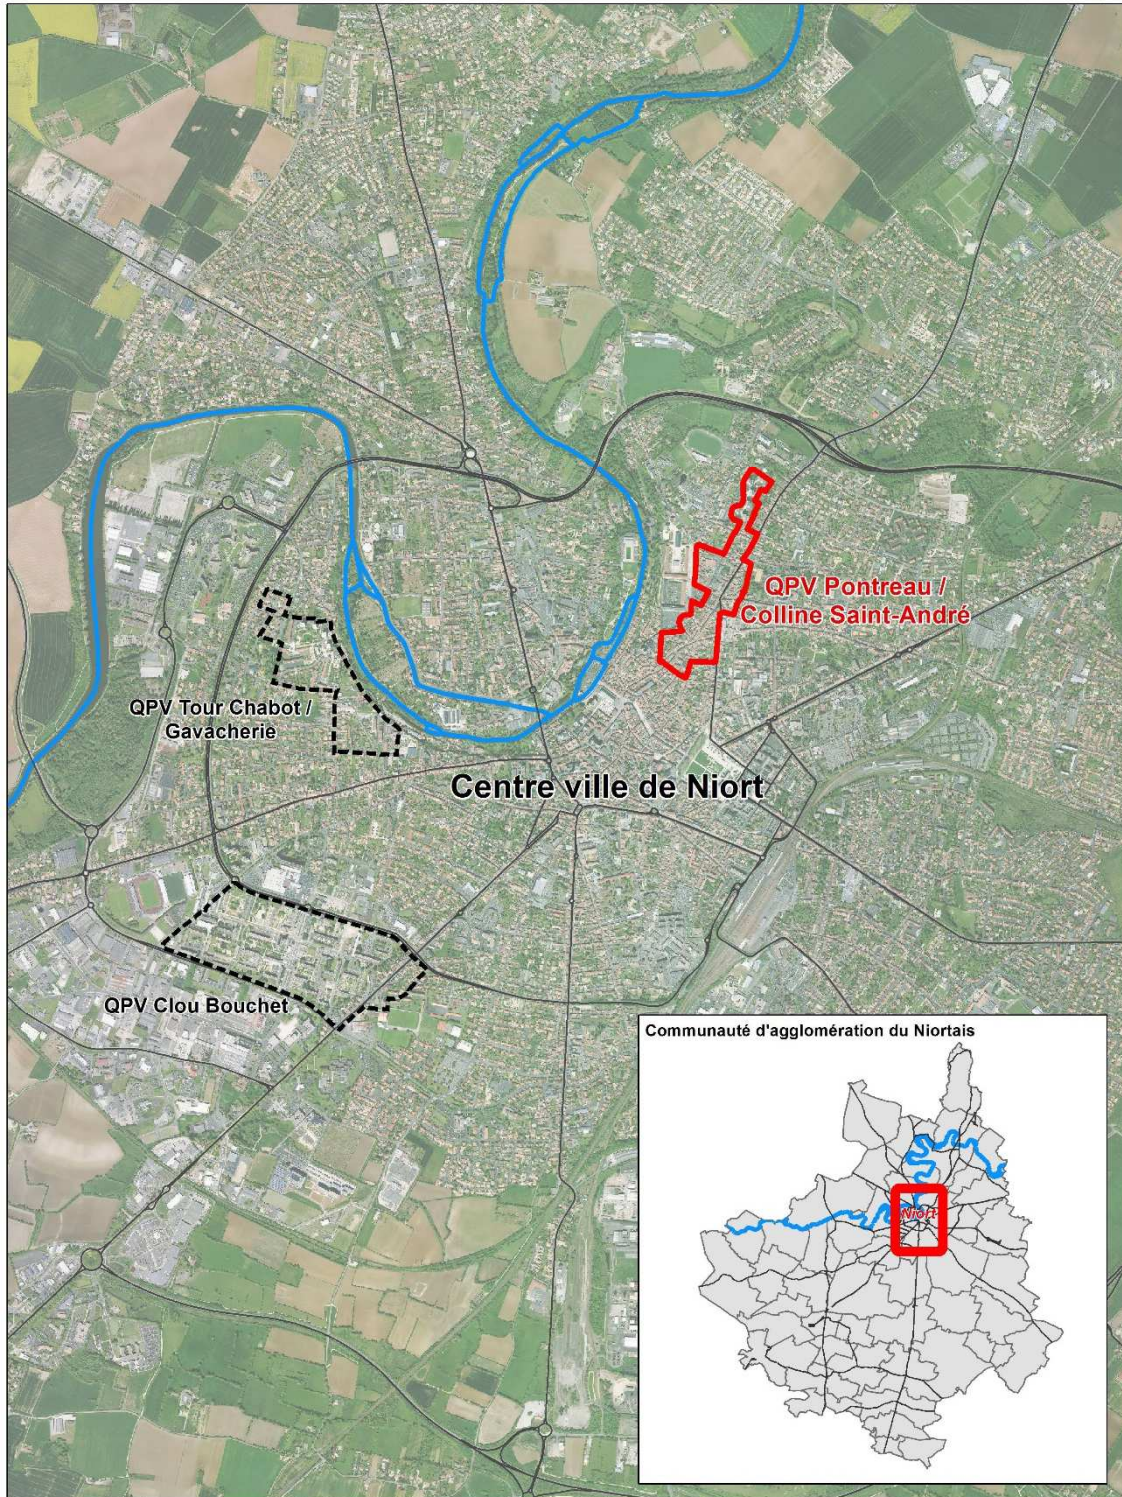 QPV Pontreau /
Colline Saint-André
QPV Tour Chabot /
Gavacherie
Centre ville de Niort
QPV Clou Bouchet
Communauté d'agglomération du Niortais
Niort